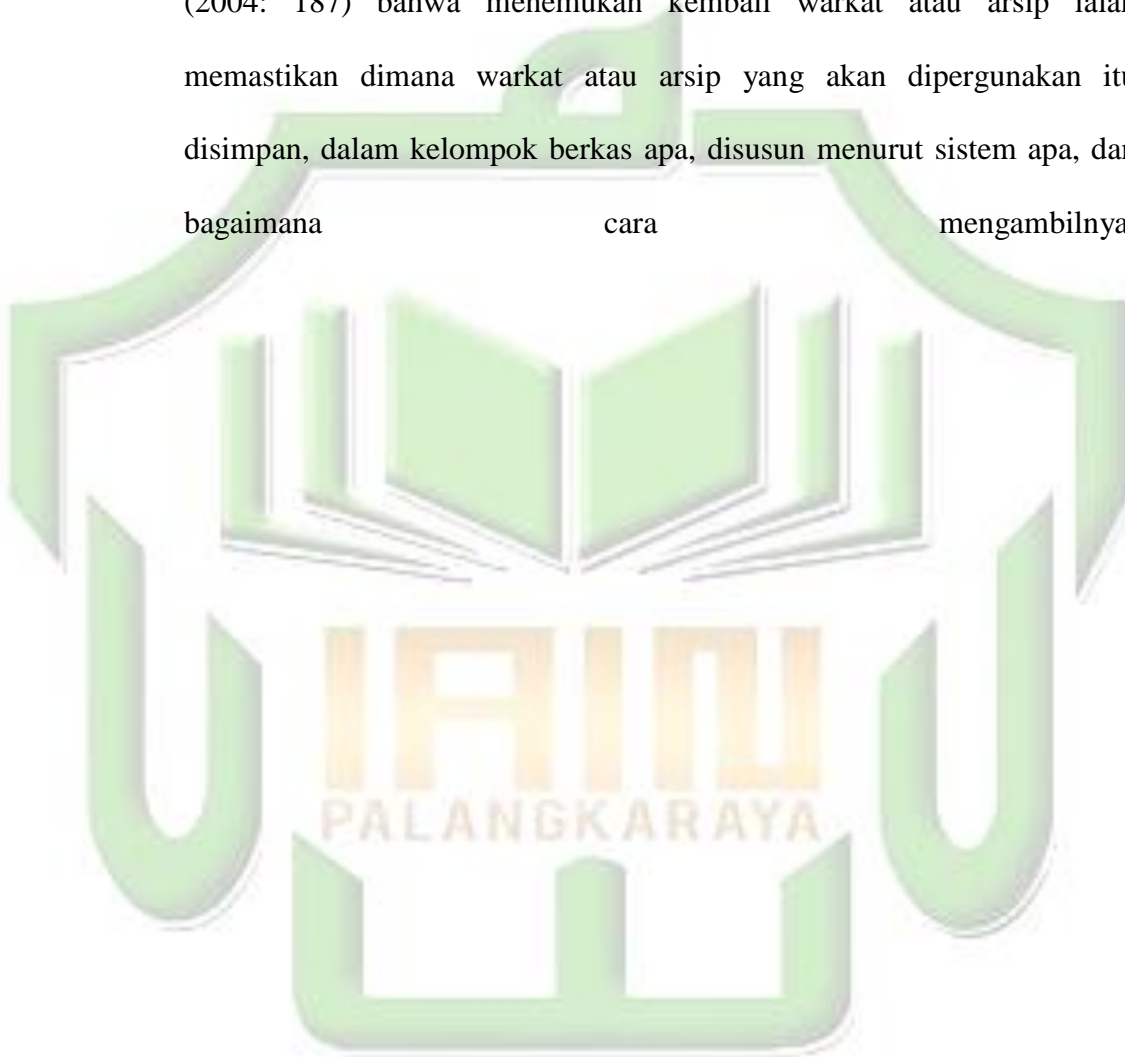 (2004: 187) bahwa menemukan kembali warkat atau arsip ialah
memastikan dimana warkat atau arsip yang akan dipergunakan itu
disimpan, dalam kelompok berkas apa, disusun menurut sistem apa, dan
bagaimana cara mengambilnya
IAIN
PALANGKARAYA